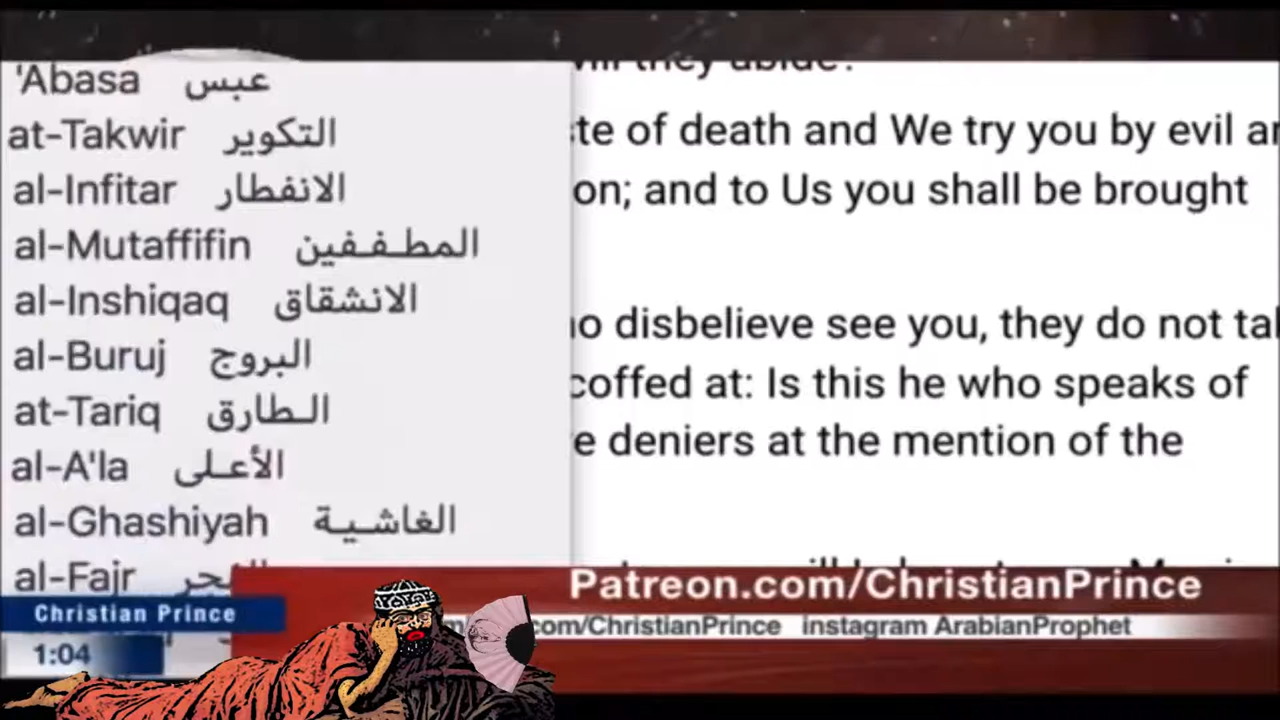 'Abasa عبس
at-Takwir التكوير
al-Infitar الانفطار
al-Mutaffifin المطففين
al-Inshiqaq الانشقاق
al-Buruj البروج
at-Tariq الطارق
al-A'la الأعلى
al-Ghashiyah الغاشية
al-Fajr
will they abide?
te of death and We try you by evil
on; and to Us you shall be brought
disbelieve see you, they do not
coffed at: Is this he who speaks of
e deniers at the mention of the
Patreon.com/ChristianPrince
com/ChristianPrince instagram ArabianProphet
Christian Prince
1:04